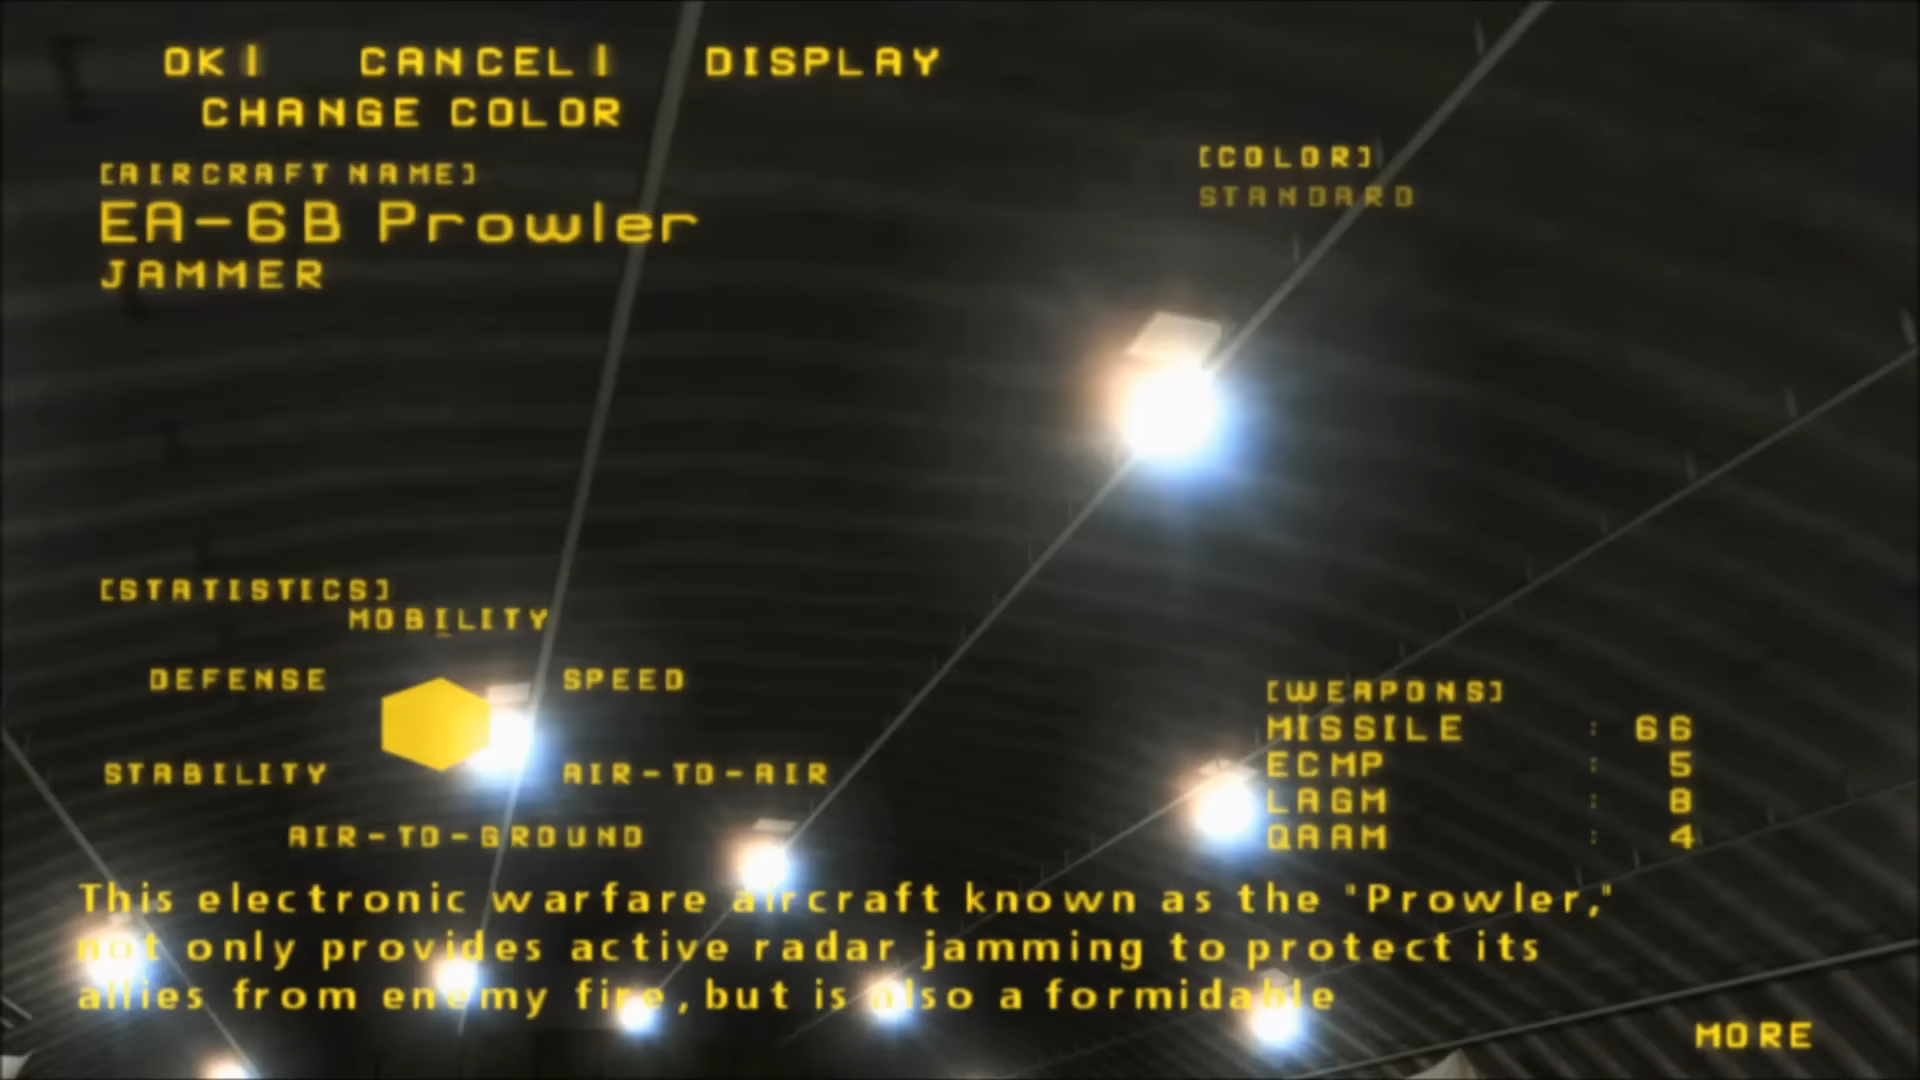 OK CANCEL DISPLAY
CHANGE COLOR
[AIRCRAFT NAME]
EA-6B Prowler
JAMMER
[COLOR]
STANDARD
[STATISTICS]
MOBILITY
DEFENSE SPEED
STABILITY AIR-TO-AIR
AIR-TO-GROUND
[WEAPONS]
MISSILE : 66
ECMP : 5
LAGM : 8
QAAM : 4
This electronic warfare aircraft known as the "Prowler,"
not only provides active radar jamming to protect its
allies from enemy fire, but is also a formidable
MORE